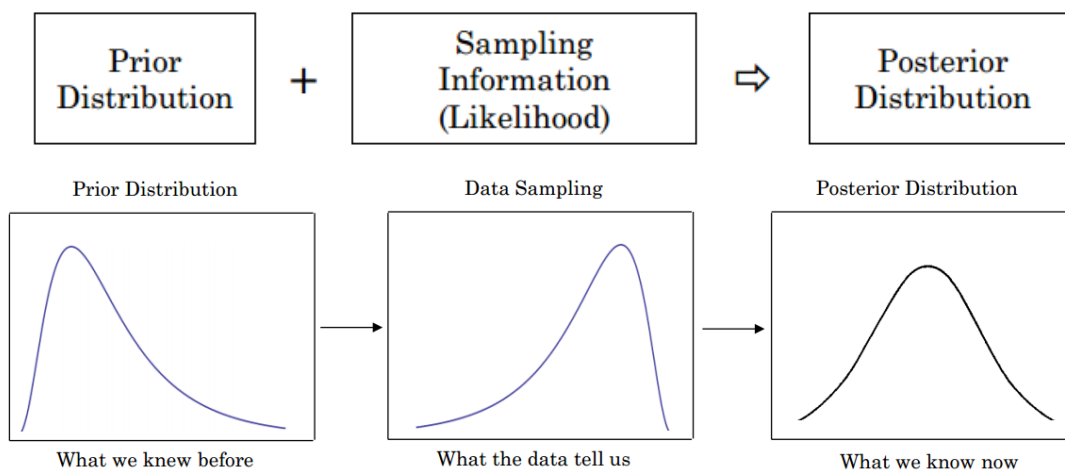 Prior
Distribution
+
Sampling
Information
(Likelihood)
⇨
Posterior
Distribution
Prior Distribution
Data Sampling
Posterior Distribution
What we knew before
What the data tell us
What we know now